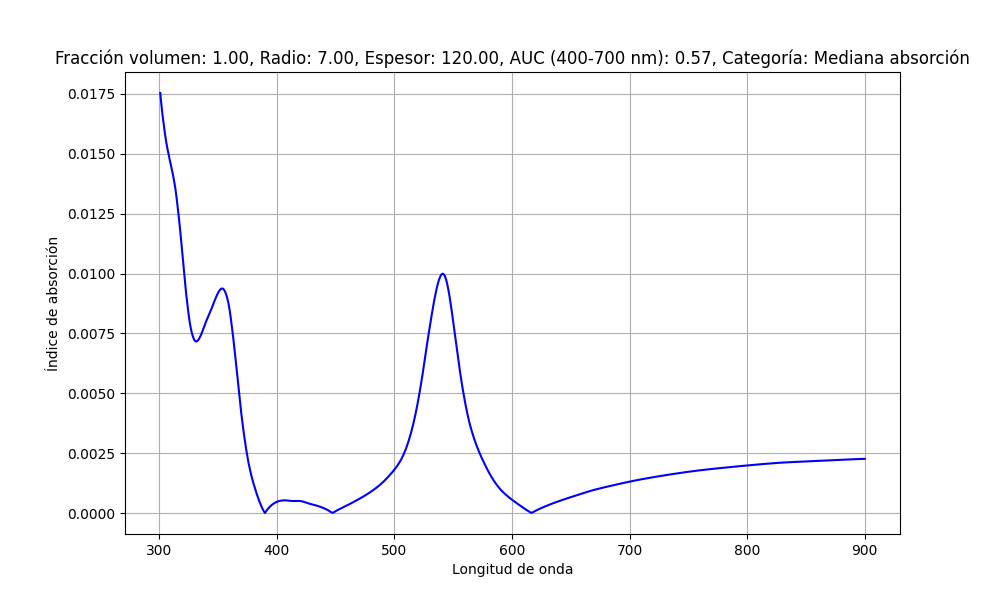 Fracción volumen: 1.00, Radio: 7.00, Espesor: 120.00, AUC (400-700 nm): 0.57, Categoría: Mediana absorción
0.0175
0.0150
0.0125
0.0100
0.0075
0.0050
0.0025
0.0000
Índice de absorción
300 400 500 600 700 800 900
Longitud de onda